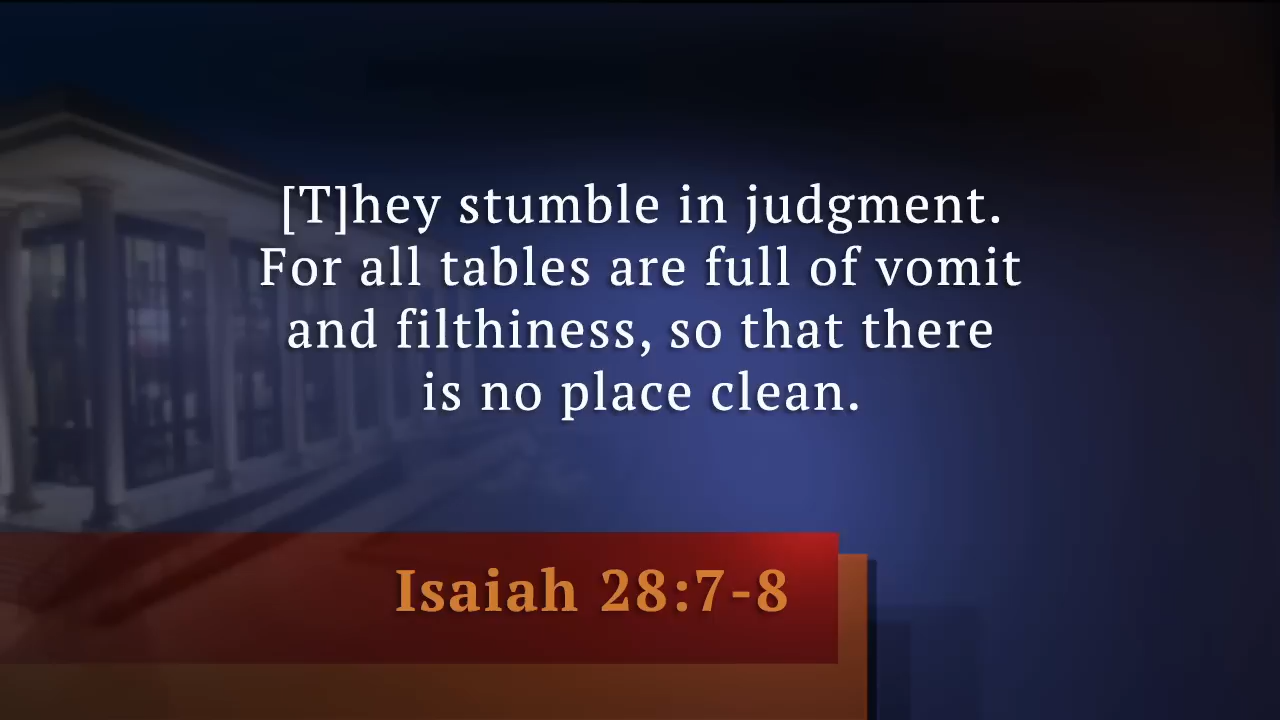 [T]hey stumble in judgment.
For all tables are full of vomit
and filthiness, so that there
is no place clean.
Isaiah 28:7-8